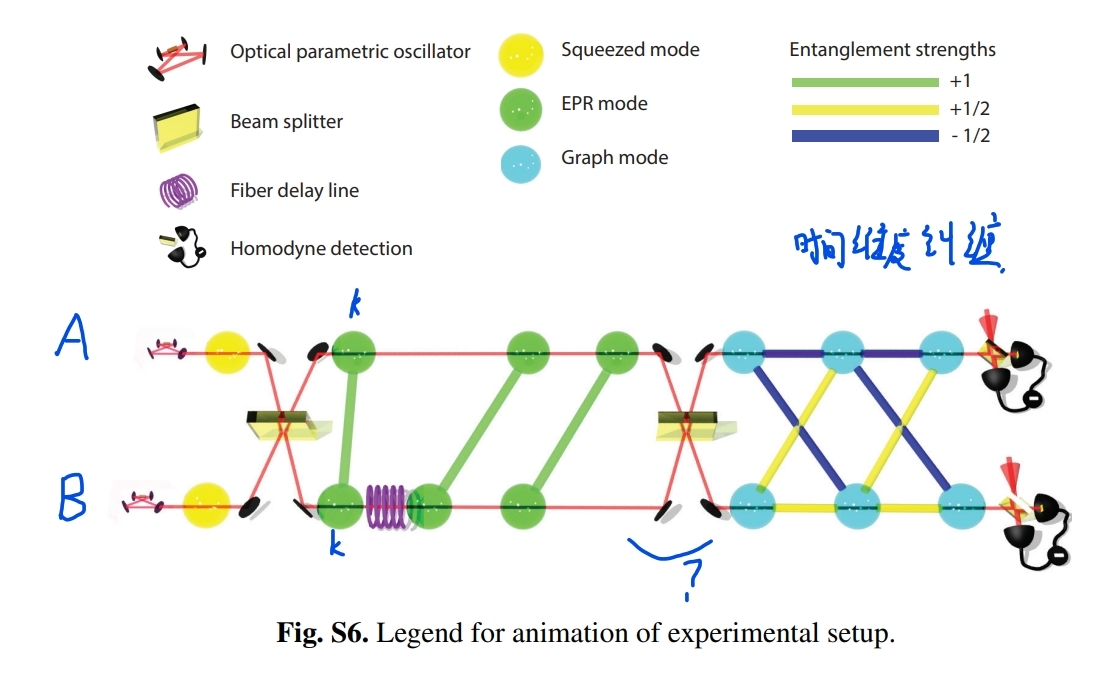 Optical parametric oscillator
Beam splitter
Fiber delay line
Homodyne detection
Squeezed mode
EPR mode
Graph mode
Entanglement strengths
+1
+1/2
- 1/2
时间维度纠缠.
A
k
B
k
?
Fig. S6. Legend for animation of experimental setup.